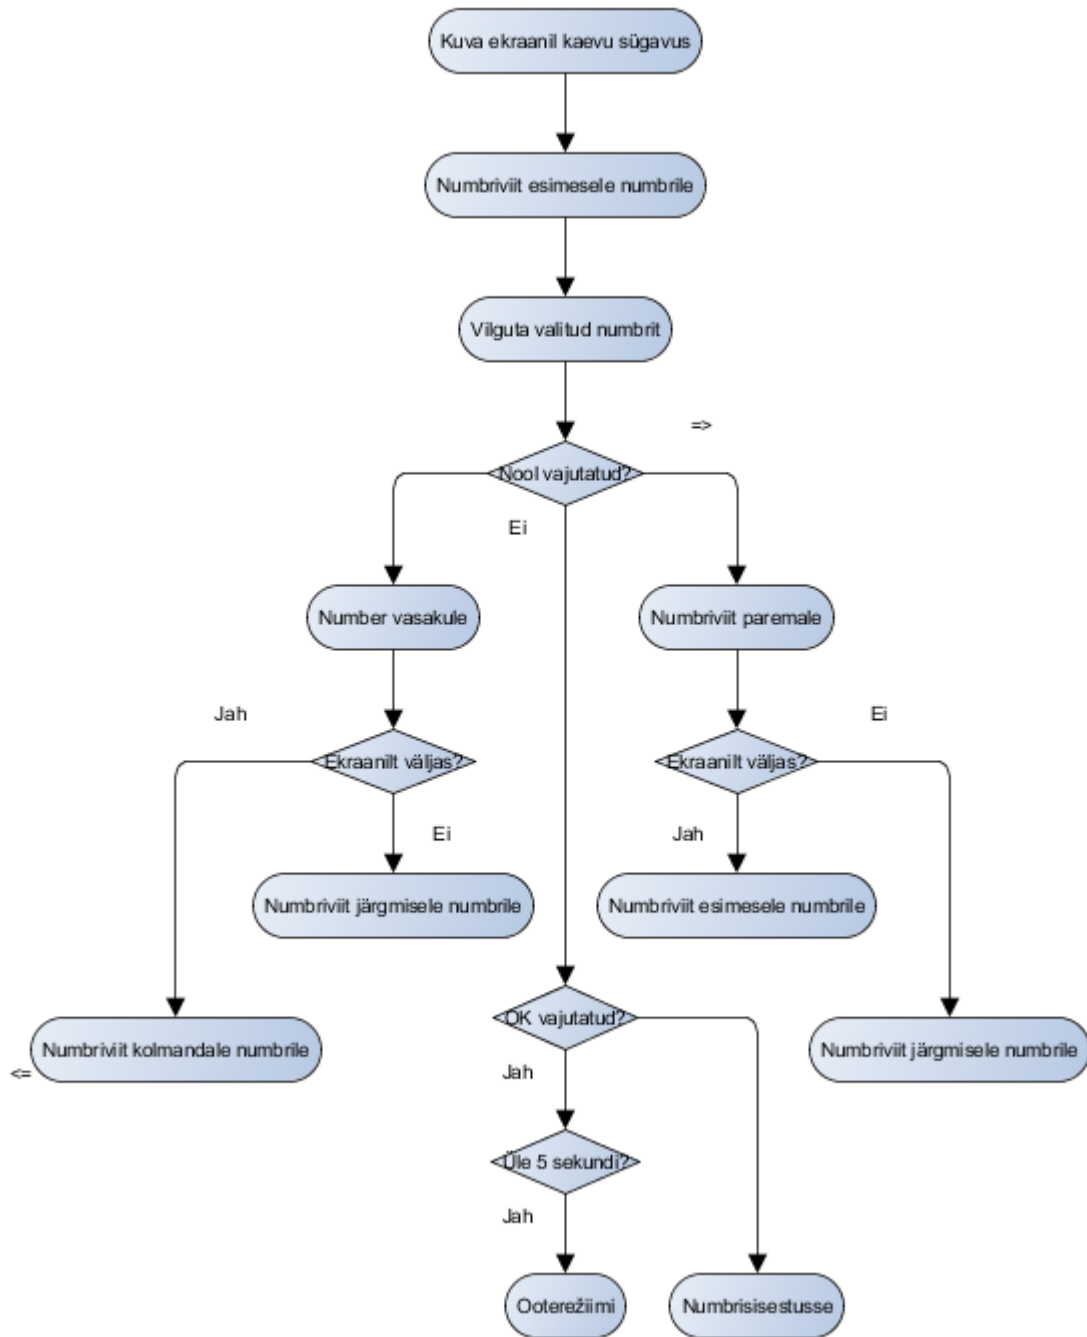 Kuva ekraanil kaevu sügavus
Numbriviit esimesele numbrile
Vilguta valitud numbrit
=>
Nool vajutatud?
Ei
Number vasakule
Numbriviit paremale
Jah
Ei
Ekraanilt väljas?
Ekraanilt väljas?
Ei
Jah
Numbriviit järgmisele numbrile
Numbriviit esimesele numbrile
OK vajutatud?
Numbriviit kolmandale numbrile
Numbriviit järgmisele numbrile
<=
Jah
Üle 5 sekundi?
Jah
Ooterežiimi
Numbrisisestusse